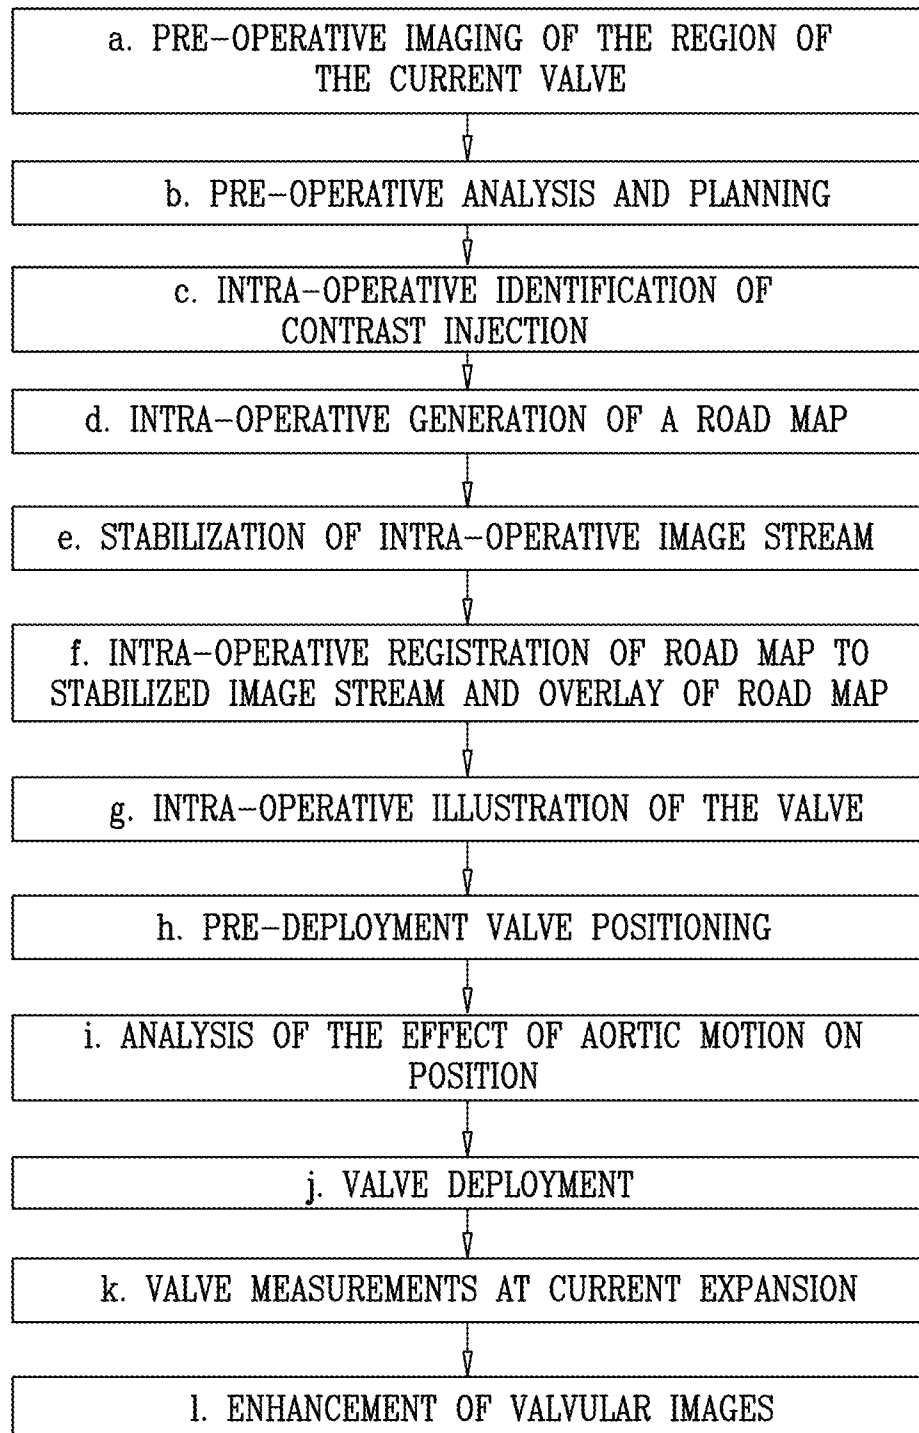 a. PRE-OPERATIVE IMAGING OF THE REGION OF
THE CURRENT VALVE
b. PRE-OPERATIVE ANALYSIS AND PLANNING
c. INTRA-OPERATIVE IDENTIFICATION OF
CONTRAST INJECTION
d. INTRA-OPERATIVE GENERATION OF A ROAD MAP
e. STABILIZATION OF INTRA-OPERATIVE IMAGE STREAM
f. INTRA-OPERATIVE REGISTRATION OF ROAD MAP TO
STABILIZED IMAGE STREAM AND OVERLAY OF ROAD MAP
g. INTRA-OPERATIVE ILLUSTRATION OF THE VALVE
h. PRE-DEPLOYMENT VALVE POSITIONING
i. ANALYSIS OF THE EFFECT OF AORTIC MOTION ON
POSITION
j. VALVE DEPLOYMENT
k. VALVE MEASUREMENTS AT CURRENT EXPANSION
l. ENHANCEMENT OF VALVULAR IMAGES